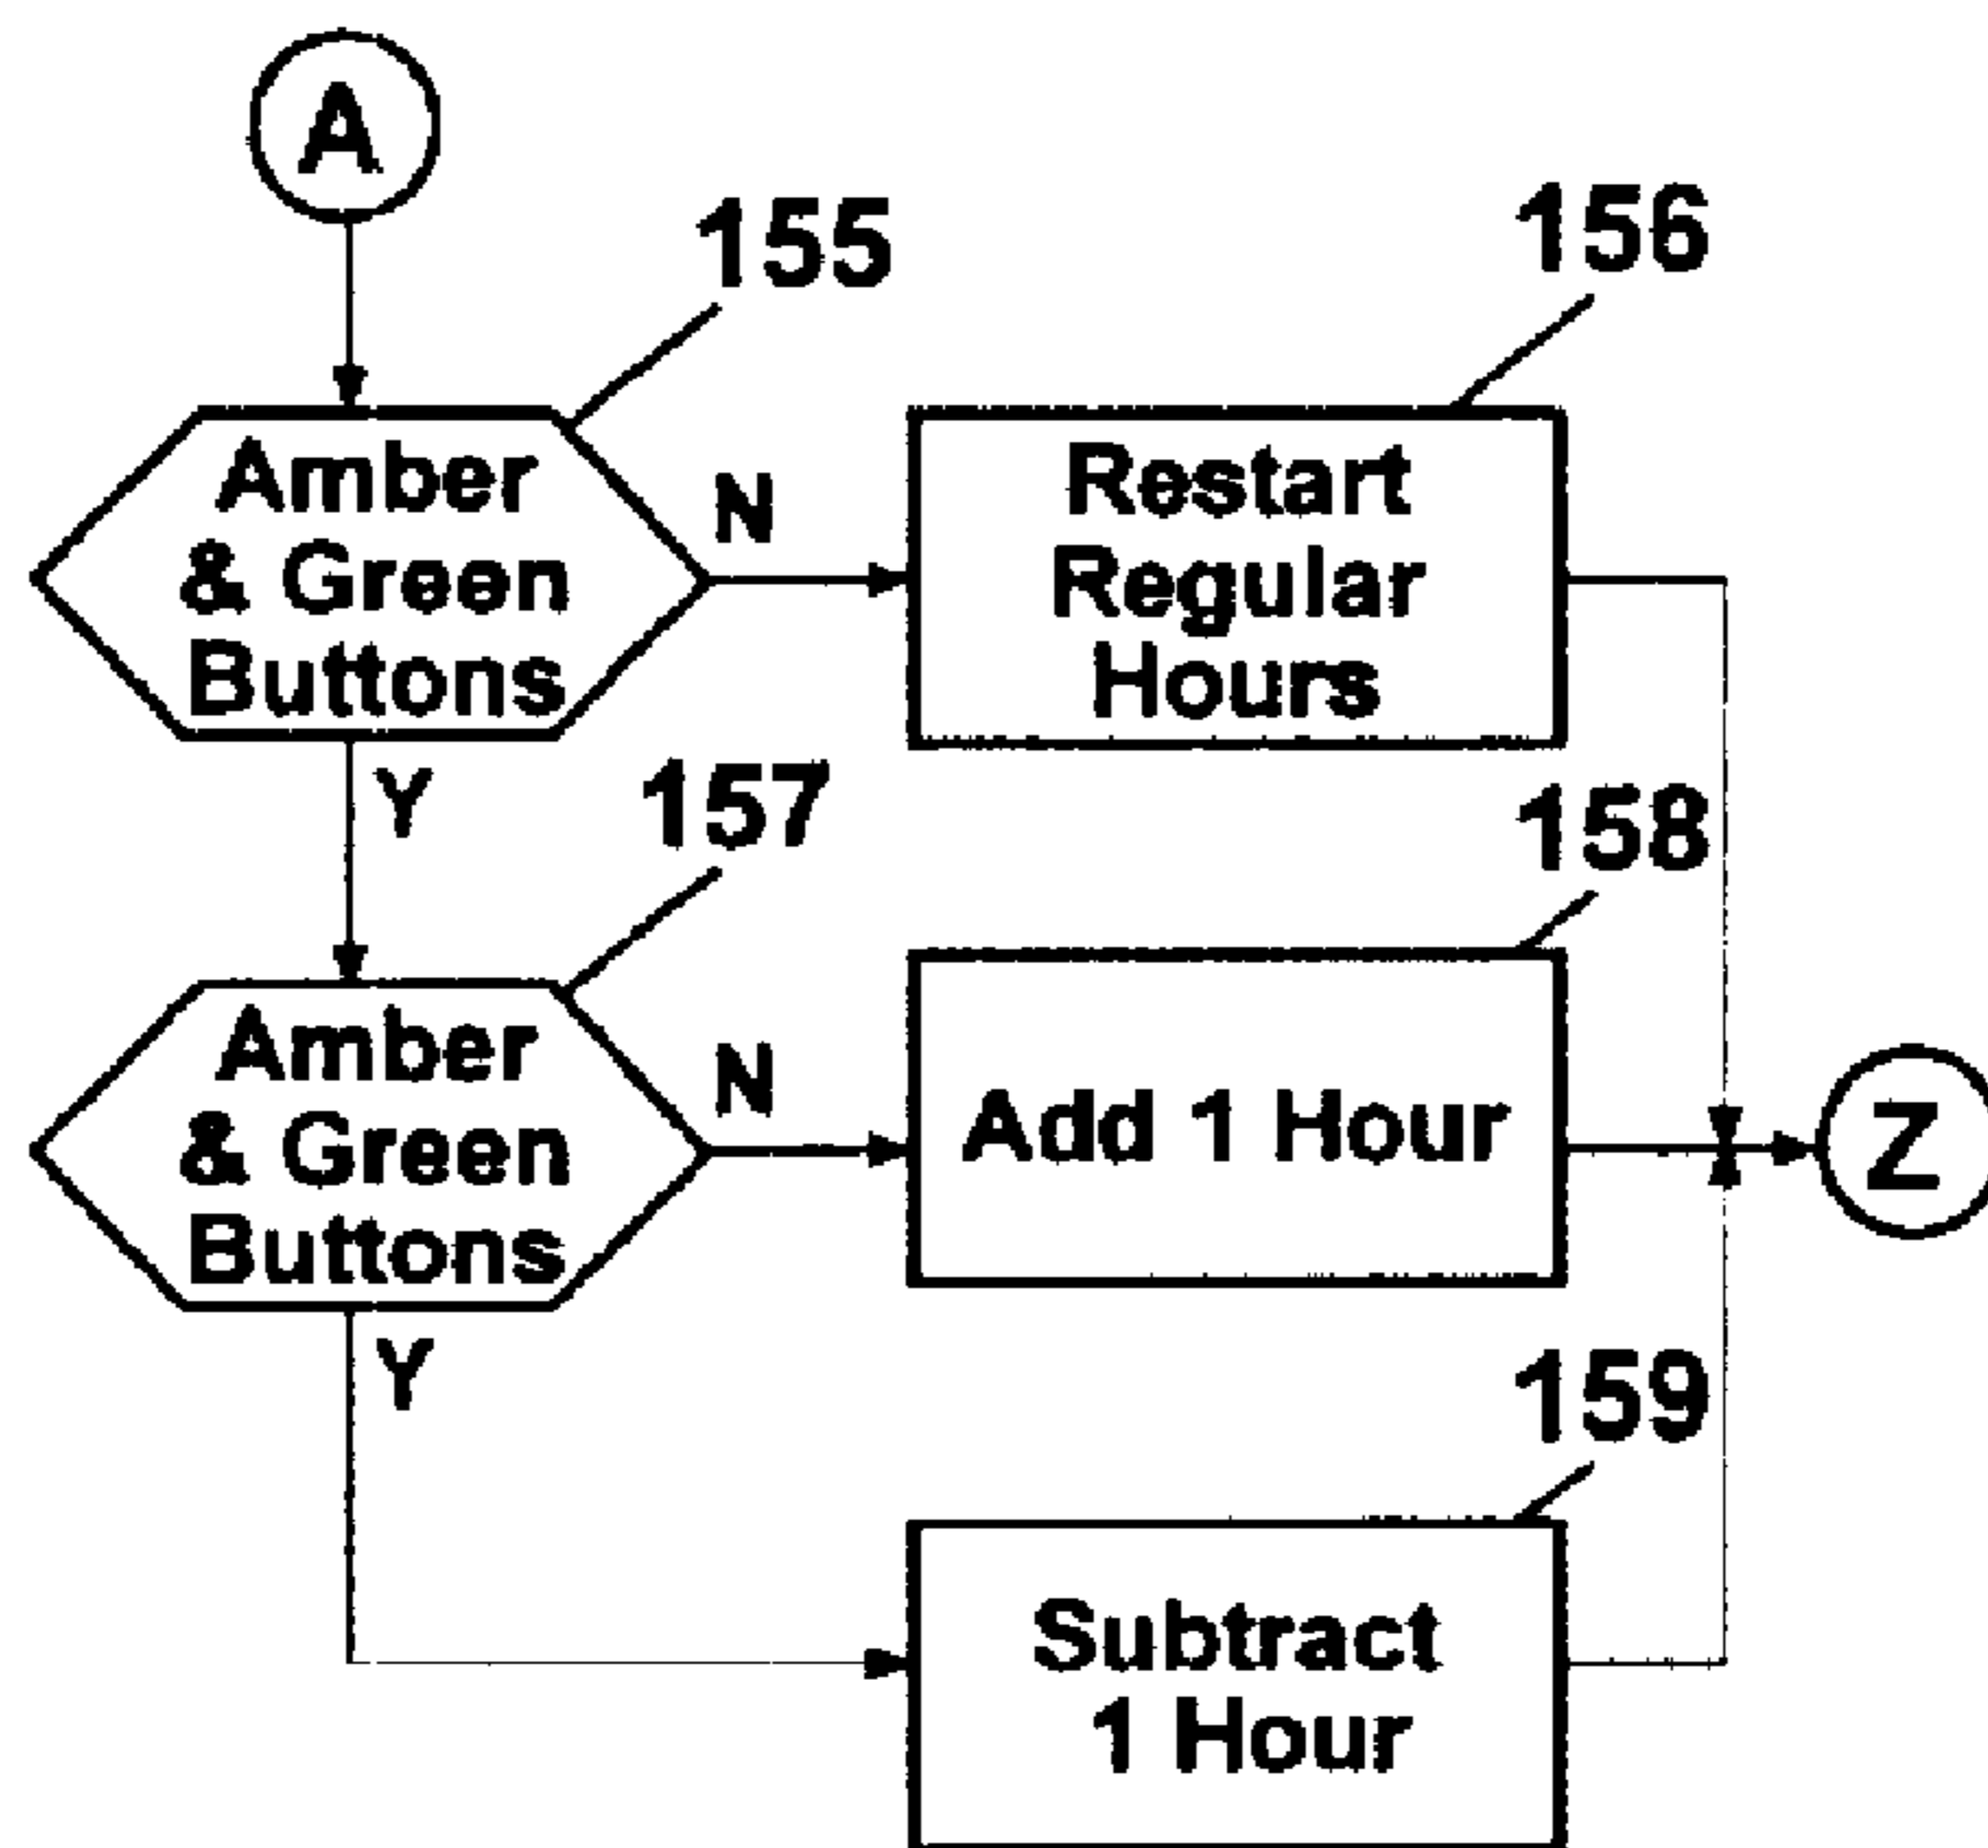 A
155
156
Amber
& Green
Buttons
N
Restart
Regular
Hours
Y
157
158
Amber
& Green
Buttons
N
Add 1 Hour
Z
Y
159
Subtract
1 Hour